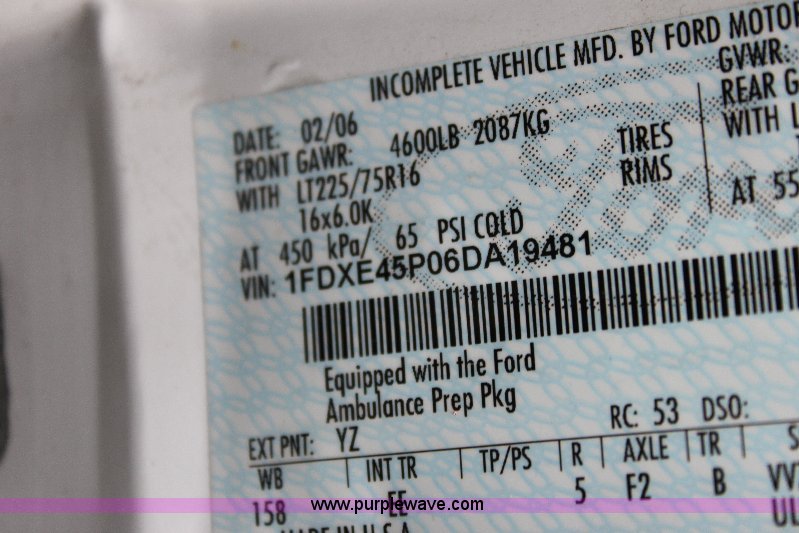 INCOMPLETE VEHICLE MFD. BY FORD MOTOR
DATE: 02/06 GVWR:
FRONT GAWR: 4600LB 2087KG REAR G
WITH LT225/75R16 TIRES WITH
16x6.0K RIMS
AT 450 kPa/ 65 PSI COLD AT 55
VIN: 1FDXE45P06DA19481
Equipped with the Ford
Ambulance Prep Pkg
RC: 53 DSO:
EXT PNT: YZ
WB INT TR TP/PS R AXLE TR S
158 EE 5 F2 B
MADE IN U.S.A.
www.purplewave.com